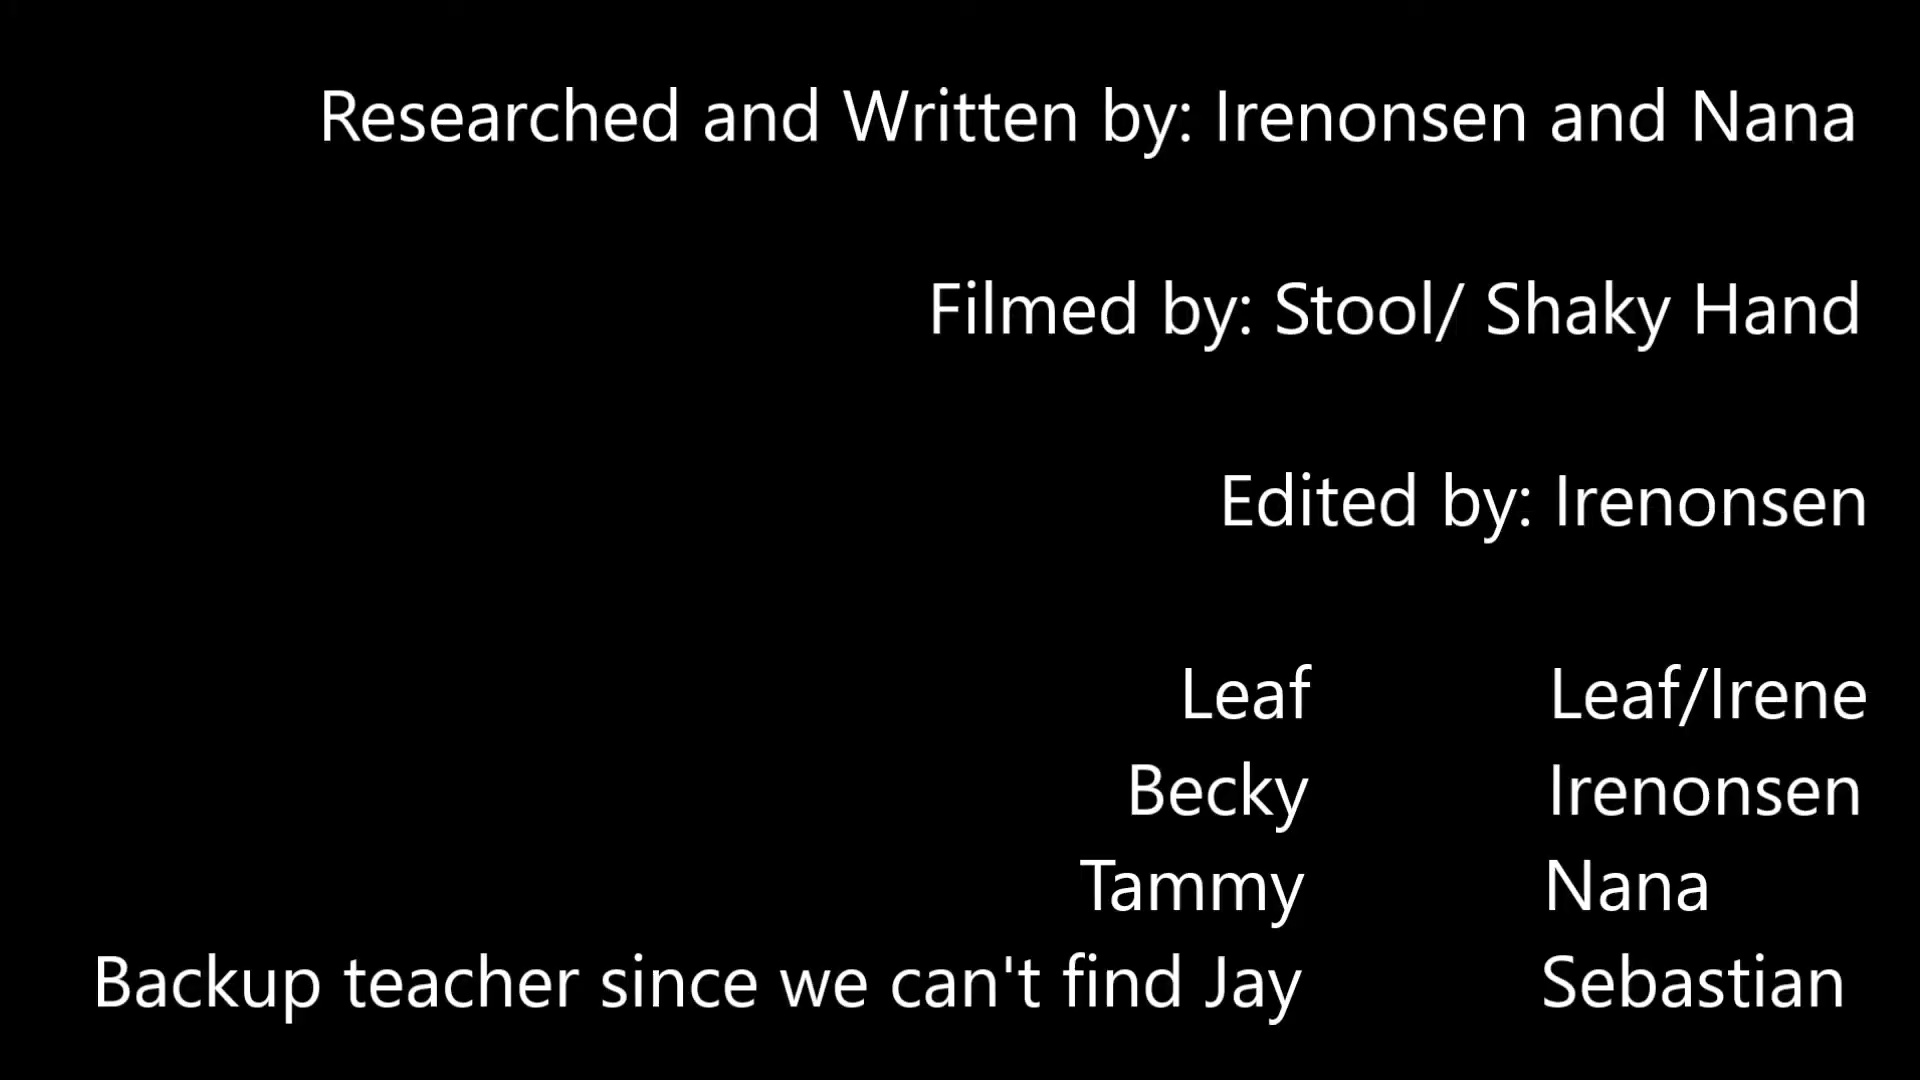 Researched and Written by: Irenonsen and Nana
Filmed by: Stool/ Shaky Hand
Edited by: Irenonsen
Leaf Leaf/Irene
Becky Irenonsen
Tammy Nana
Backup teacher since we can't find Jay Sebastian